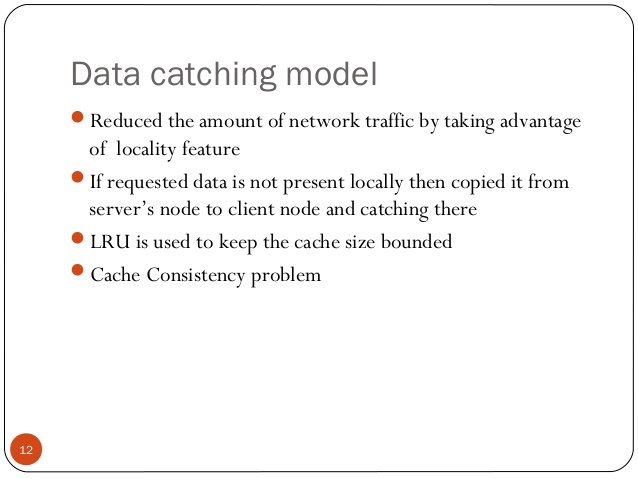 Data catching model
Reduced the amount of network traffic by taking advantage
of locality feature
If requested data is not present locally then copied it from
server's node to client node and catching there
LRU is used to keep the cache size bounded
Cache Consistency problem
12